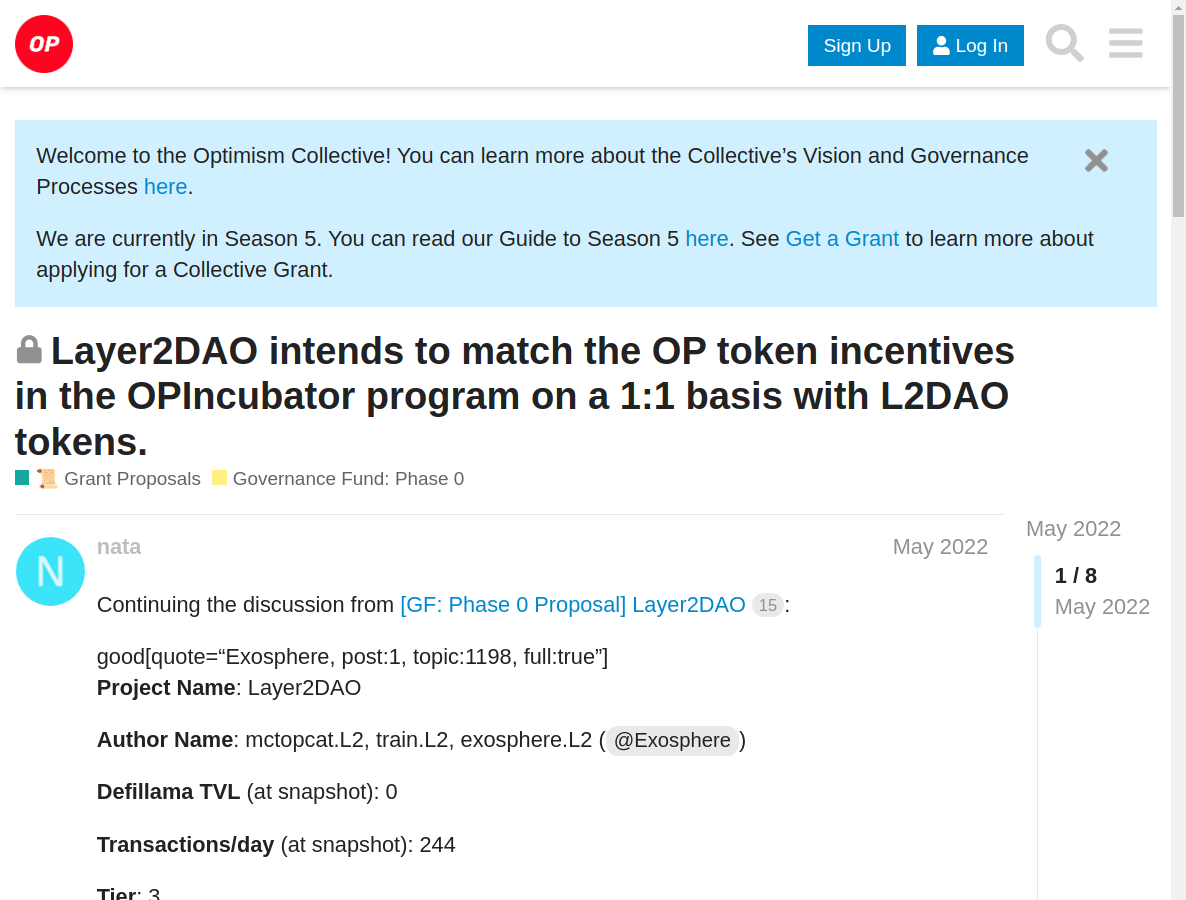 OP
Sign Up
Log In
Welcome to the Optimism Collective! You can learn more about the Collective’s Vision and Governance
Processes here.
We are currently in Season 5. You can read our Guide to Season 5 here. See Get a Grant to learn more about
applying for a Collective Grant.
Layer2DAO intends to match the OP token incentives
in the OPIncubator program on a 1:1 basis with L2DAO
tokens.
Grant Proposals Governance Fund: Phase 0
May 2022
N
nata May 2022
1 / 8
May 2022
Continuing the discussion from [GF: Phase 0 Proposal] Layer2DAO 15 :
good[quote=“Exosphere, post:1, topic:1198, full:true”]
Project Name: Layer2DAO
Author Name: mctopcat.L2, train.L2, exosphere.L2 ( @Exosphere )
Defillama TVL (at snapshot): 0
Transactions/day (at snapshot): 244
Tier: 3